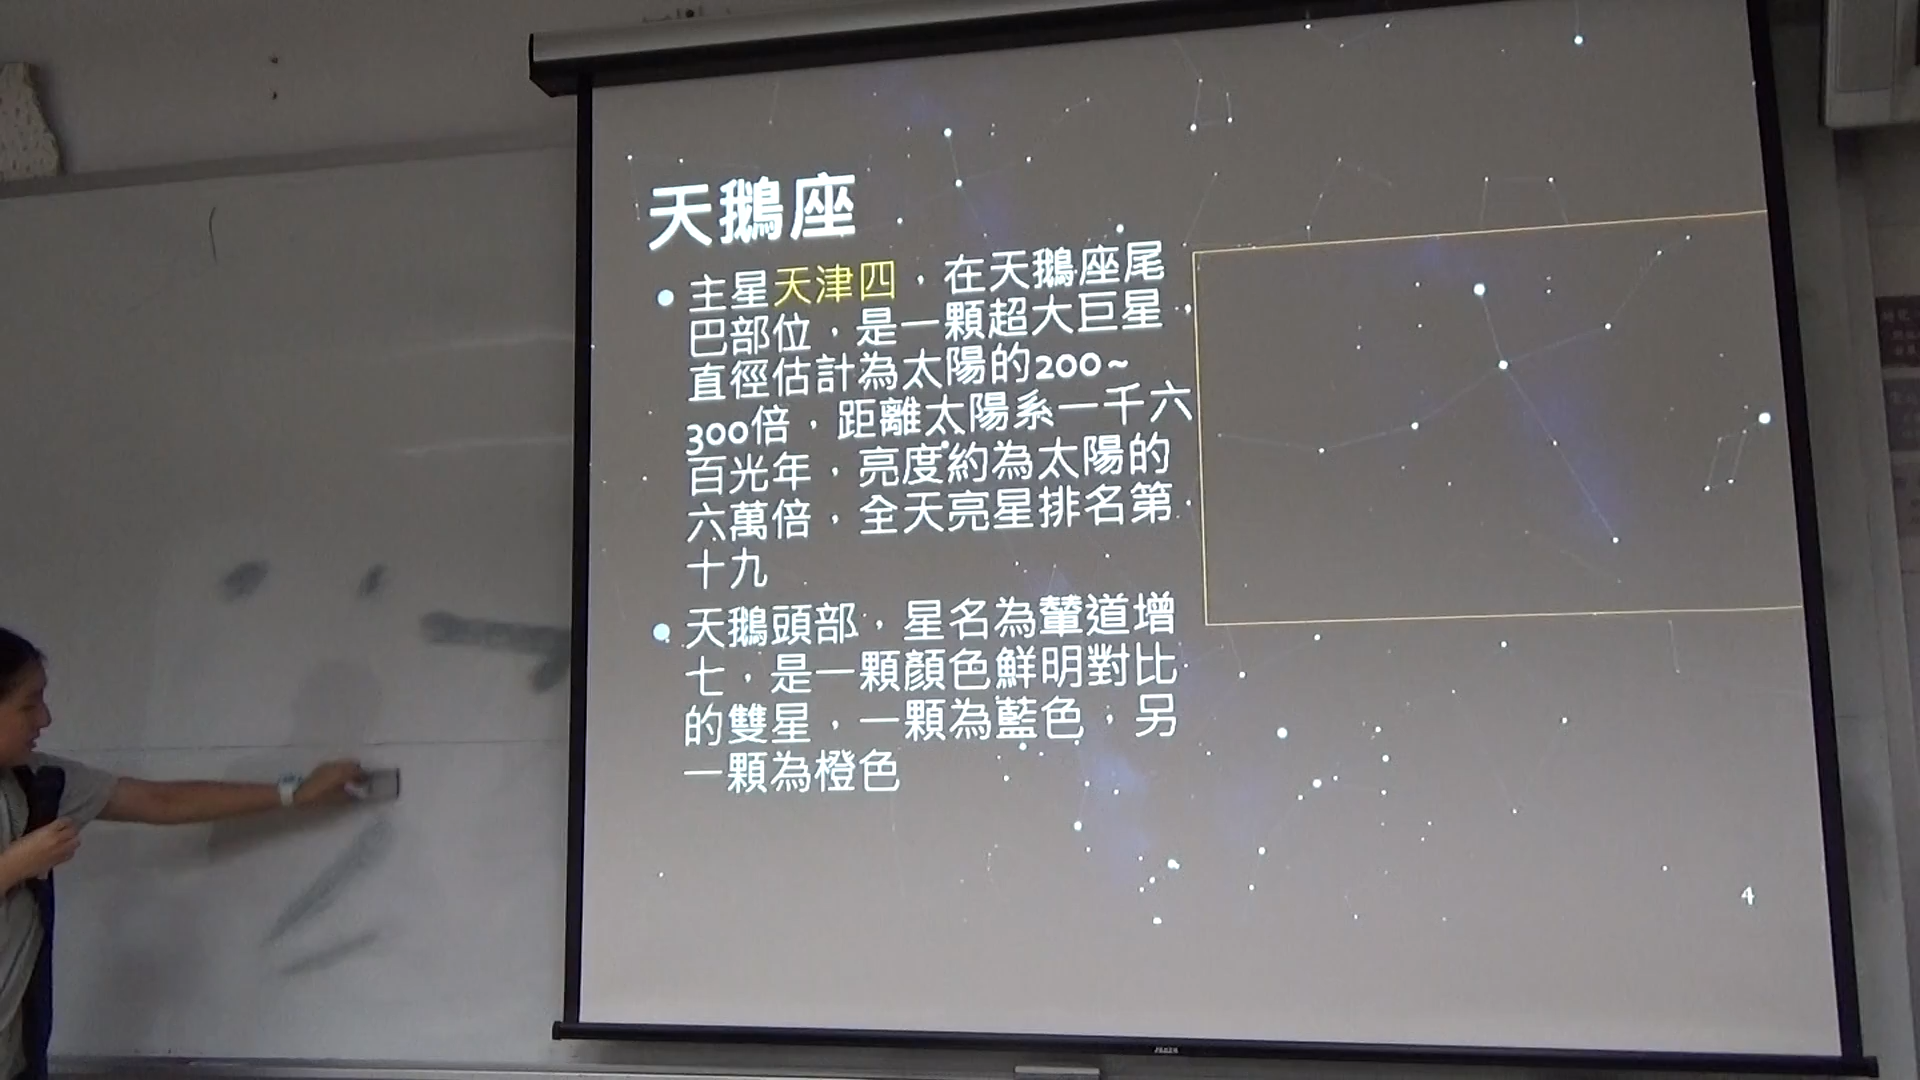 天鵝座
主星天津四，在天鵝座尾
巴部位，是一顆超大巨星，
直徑估計為太陽的200~
300倍，距離太陽系一千六
百光年，亮度約為太陽的
六萬倍，全天亮星排名第
十九
天鵝頭部，星名為輦道增
七，是一顆顏色鮮明對比
的雙星，一顆為藍色，另
一顆為橙色
4